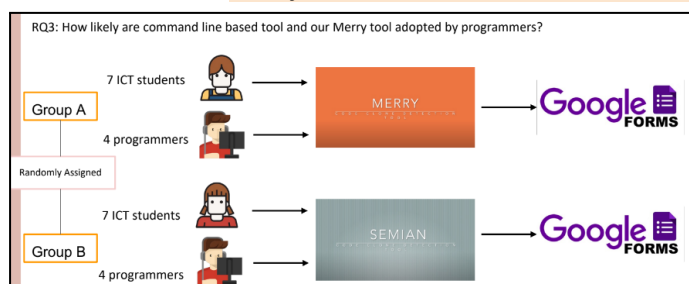 RQ3: How likely are command line based tool and our Merry tool adopted by programmers?
7 ICT students
Group A
4 programmers
MERRY
Google
FORMS
Randomly Assigned
7 ICT students
Group B
4 programmers
SEMIAN
Google
FORMS